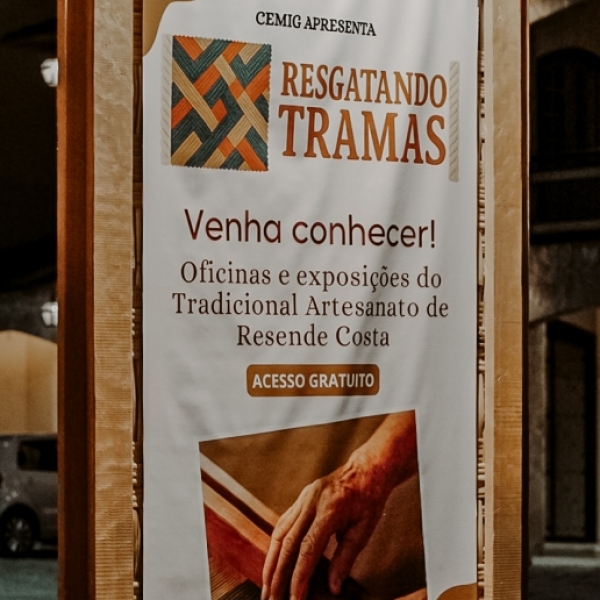 CEMIG APRESENTA
RESGATANDO
TRAMAS
Venha conhecer!
Oficinas e exposições do
Tradicional Artesanato de
Resende Costa
ACESSO GRATUITO